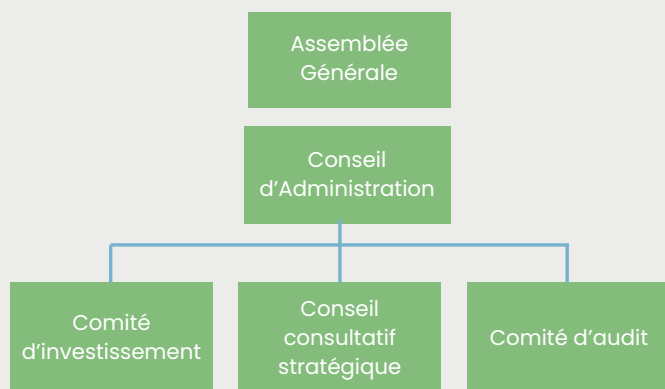 Assemblée
Générale
Conseil
d’Administration
Comité
d’investissement
Conseil
consultatif
stratégique
Comité d’audit